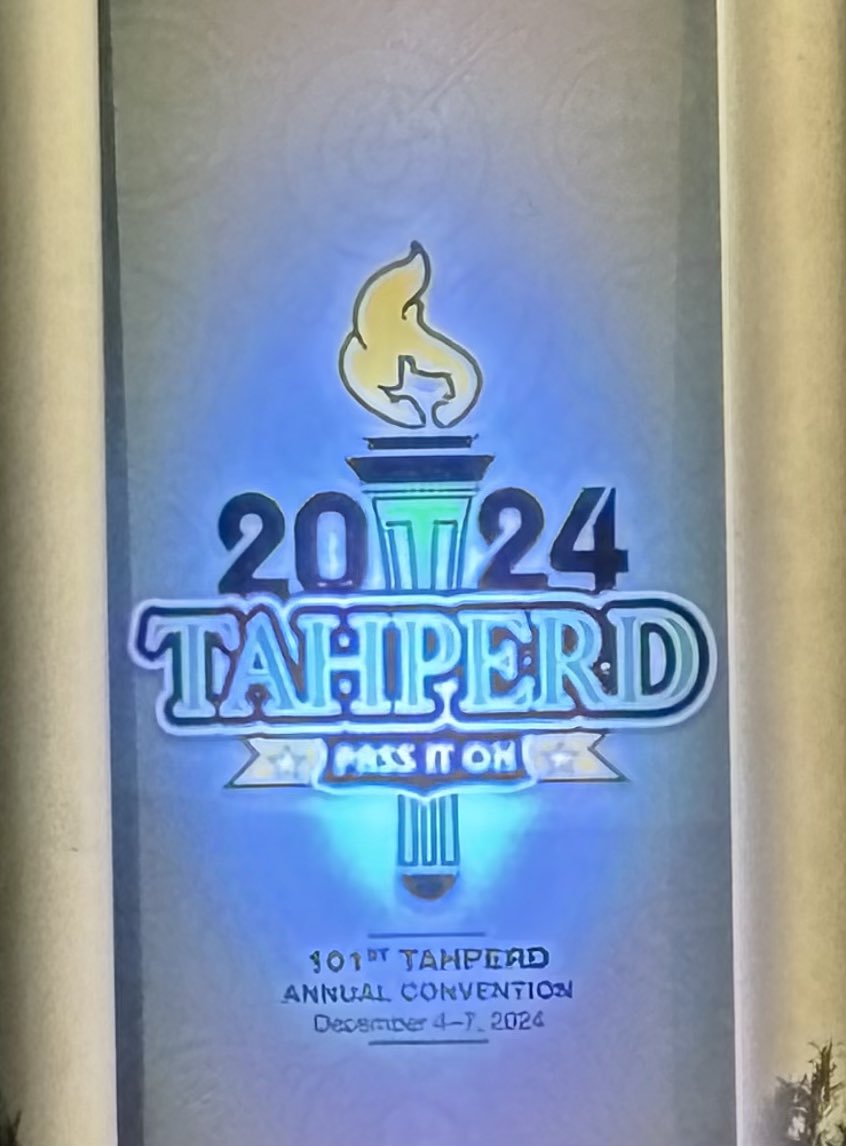 2024
TAHPERD
PASS IT ON
101ST TAHPERD
ANNUAL CONVENTION
December 4-7, 2024